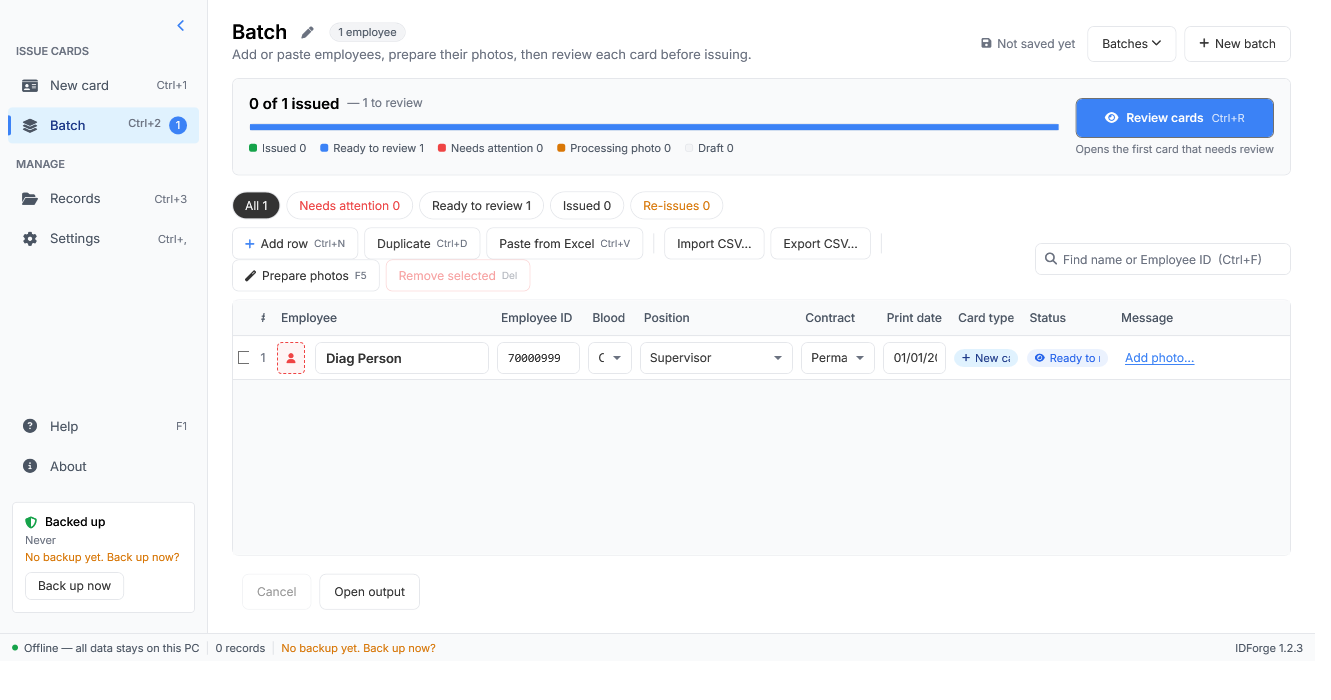 ISSUE CARDS
New card Ctrl+1
Batch Ctrl+2 1
MANAGE
Records Ctrl+3
Settings Ctrl+,
Help F1
About
Backed up
Never
No backup yet. Back up now?
Back up now
Batch 1 employee
Add or paste employees, prepare their photos, then review each card before issuing.
Not saved yet Batches + New batch
0 of 1 issued — 1 to review
Issued 0 Ready to review 1 Needs attention 0 Processing photo 0 Draft 0
Review cards Ctrl+R
Opens the first card that needs review
All 1 Needs attention 0 Ready to review 1 Issued 0 Re-issues 0
+ Add row Ctrl+N Duplicate Ctrl+D Paste from Excel Ctrl+V Import CSV... Export CSV...
Prepare photos F5 Remove selected Del
Find name or Employee ID (Ctrl+F)
# Employee Employee ID Blood Position Contract Print date Card type Status Message
1 Diag Person 70000999 Supervisor Perma 01/01/2 + New ca Ready to Add photo...
Cancel Open output
Offline — all data stays on this PC 0 records No backup yet. Back up now? IDForge 1.2.3